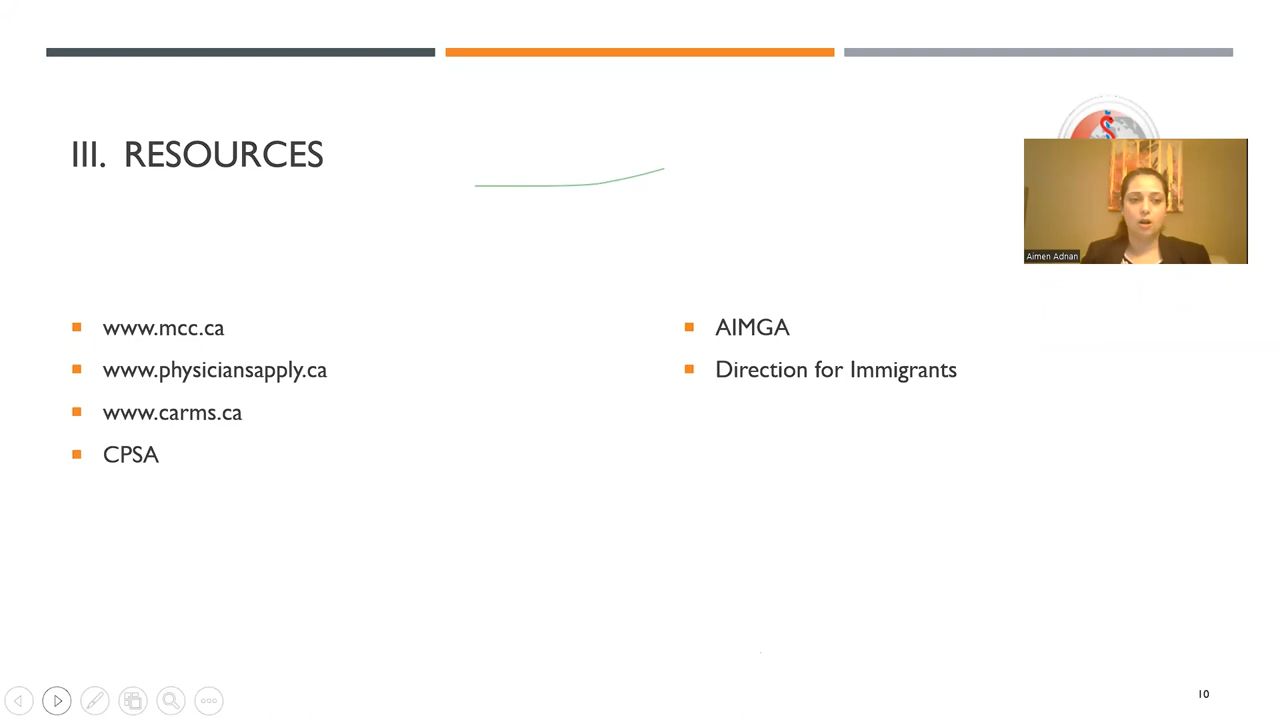 III. RESOURCES
Aimen Adnan
www.mcc.ca
www.physiciansapply.ca
www.carms.ca
CPSA
AIMGA
Direction for Immigrants
10